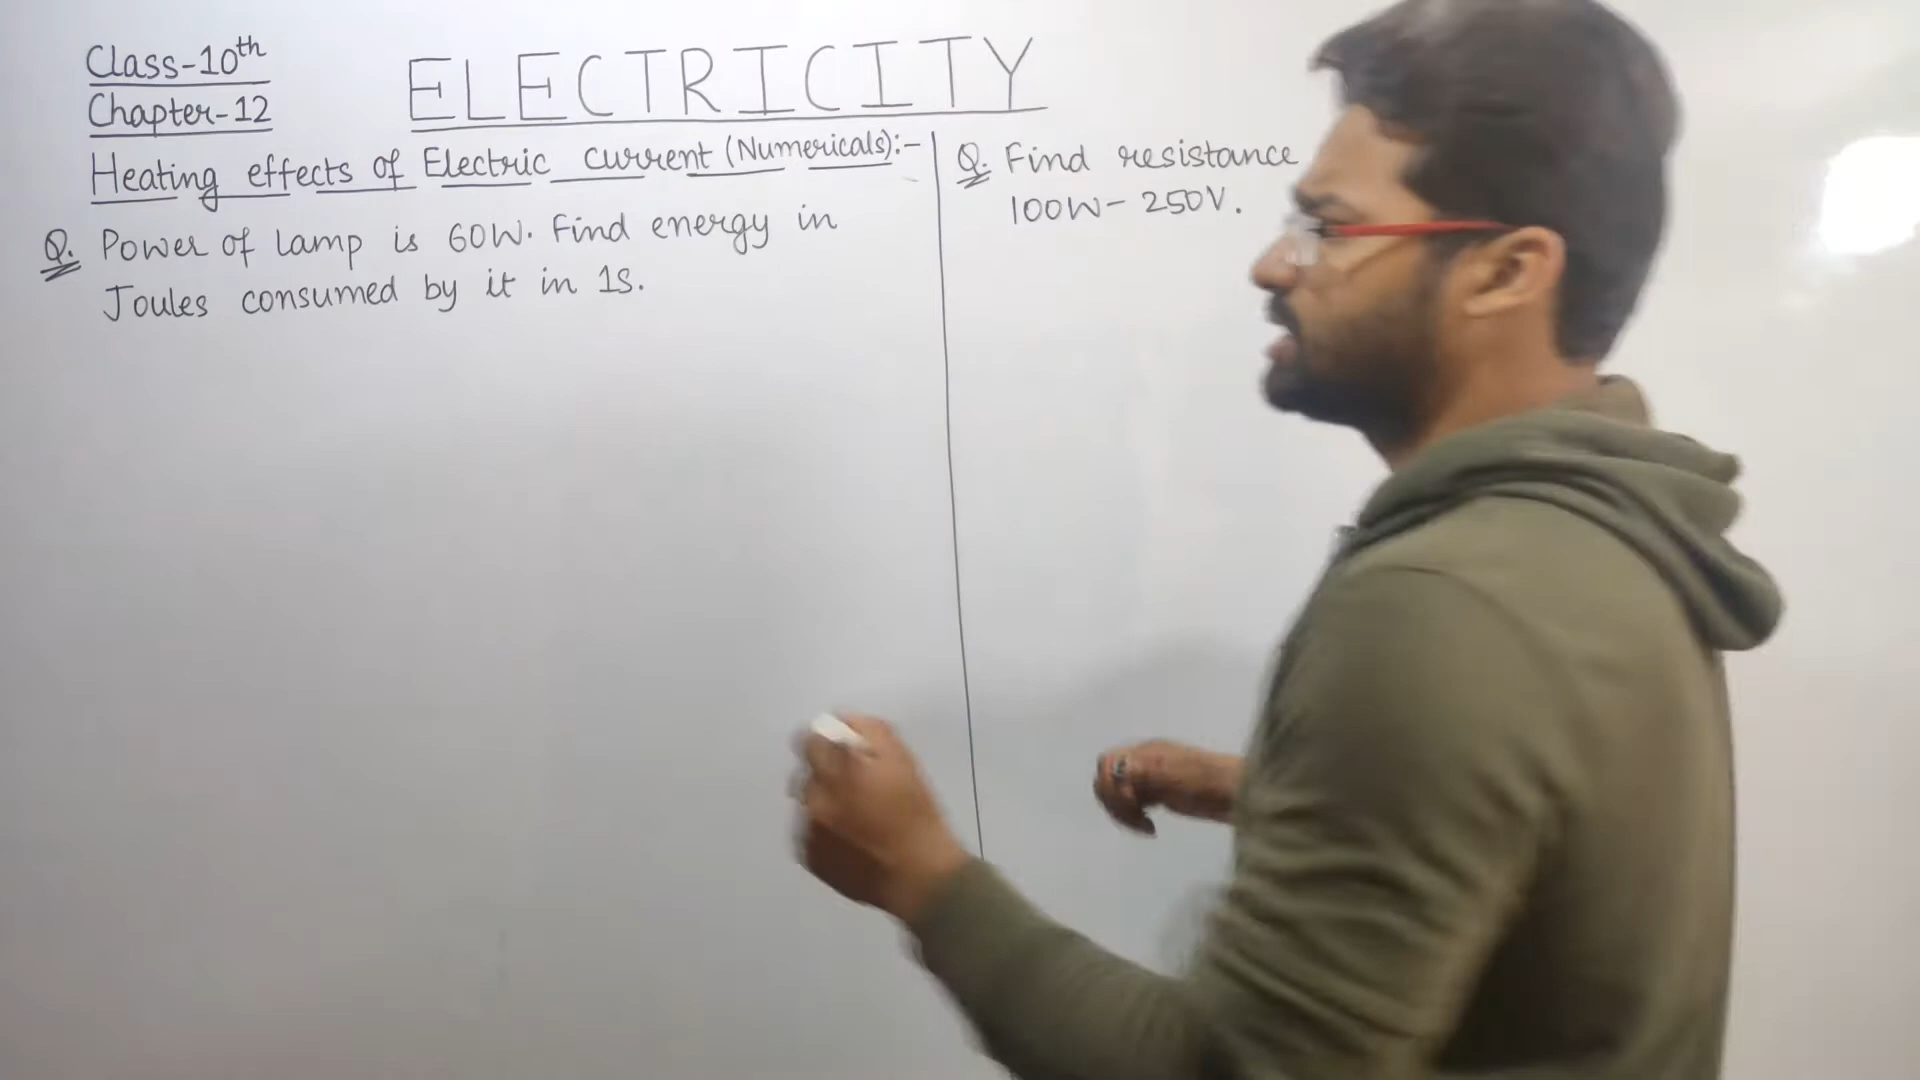 Class-10th
Chapter-12
ELECTRICITY
Heating effects of Electric current (Numericals):-
Q. Power of lamp is 60W. Find energy in
Joules consumed by it in 1s.
Q. Find resistance
100W- 250V.